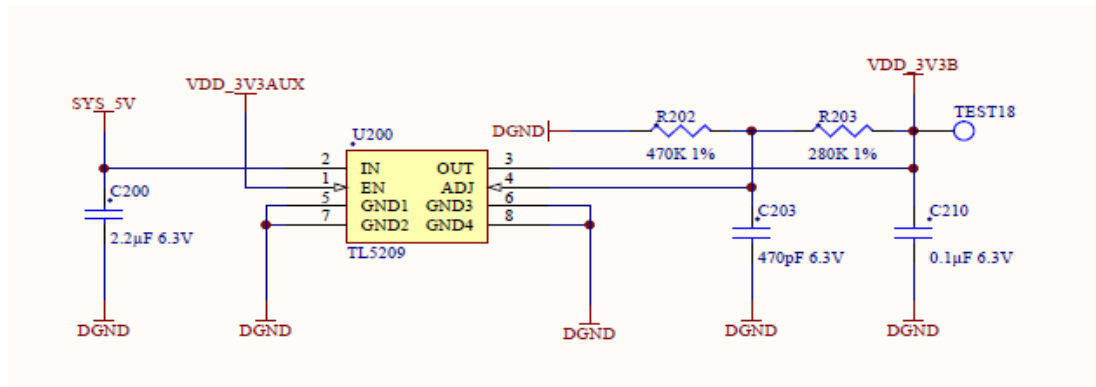 VDD_3V3B
VDD_3V3AUX
SYS_5V
TEST18
R202
R203
DGND
U200
470K 1%
280K 1%
2 IN OUT 3
1 EN ADJ 4
5 GND1 GND3 6
7 GND2 GND4 8
C200
C203
C210
2.2µF 6.3V
TL5209
470pF 6.3V
0.1µF 6.3V
DGND
DGND
DGND
DGND
DGND